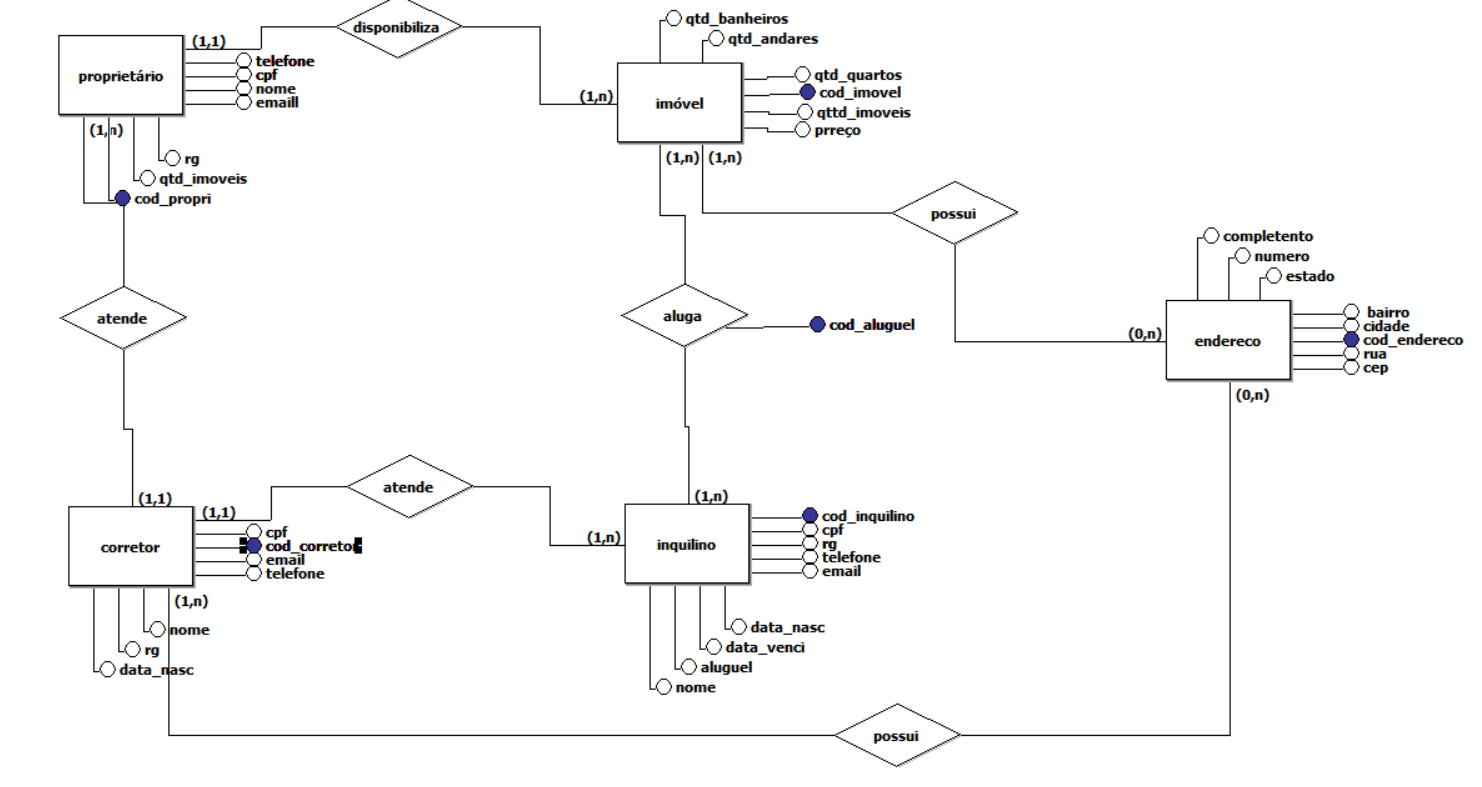 disponibiliza
qtd_banheiros
qtd_andares
(1,1)
proprietário
telefone
cpf
nome
emaill
(1,n)
imóvel
qtd_quartos
cod_imovel
qttd_imoveis
prreço
(1,n)
(1,n)
(1,n)
rg
qtd_imoveis
cod_propri
possui
completento
numero
estado
atende
aluga
cod_aluguel
(0,n)
endereco
bairro
cidade
cod_endereco
rua
cep
(0,n)
atende
(1,1)
(1,1)
corretor
cpf
cod_corretor
email
telefone
(1,n)
(1,n)
inquilino
cod_inquilino
cpf
rg
telefone
email
(1,n)
nome
rg
data_nasc
data_nasc
data_venci
aluguel
nome
possui